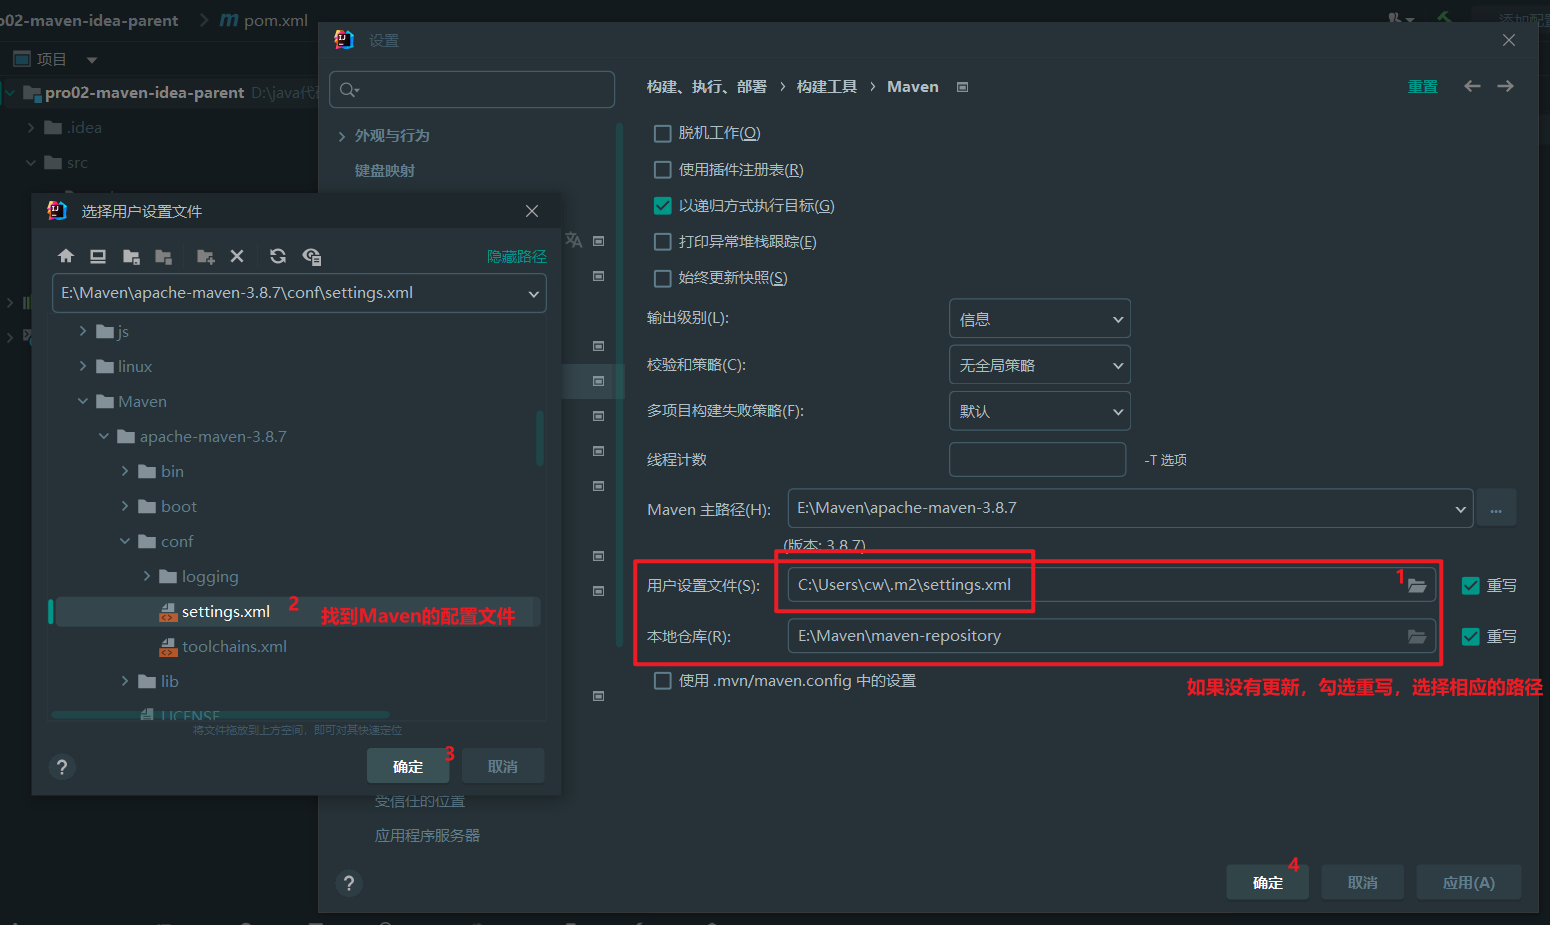 o02-maven-idea-parent
pom.xml
添加配置
项目
pro02-maven-idea-parent D:\java代
.idea
src
设置
外观与行为
键盘映射
受信任的位置
应用程序服务器
选择用户设置文件
隐藏路径
E:\Maven\apache-maven-3.8.7\conf\settings.xml
js
linux
Maven
apache-maven-3.8.7
bin
boot
conf
logging
settings.xml 2 找到Maven的配置文件
toolchains.xml
lib
LICENSE
将文件拖放到上方空间，即可对其快速定位
?
确定 3
取消
构建、执行、部署 › 构建工具 › Maven
重置
脱机工作(O)
使用插件注册表(R)
以递归方式执行目标(G)
打印异常堆栈跟踪(E)
始终更新快照(S)
输出级别(L): 信息
校验和策略(C): 无全局策略
多项目构建失败策略(F): 默认
线程计数 -T 选项
Maven 主路径(H): E:\Maven\apache-maven-3.8.7 ...
(版本: 3.8.7)
用户设置文件(S): C:\Users\cw\.m2\settings.xml 1 重写
本地仓库(R): E:\Maven\maven-repository 重写
使用 .mvn/maven.config 中的设置
如果没有更新，勾选重写，选择相应的路径
?
确定 4
取消
应用(A)